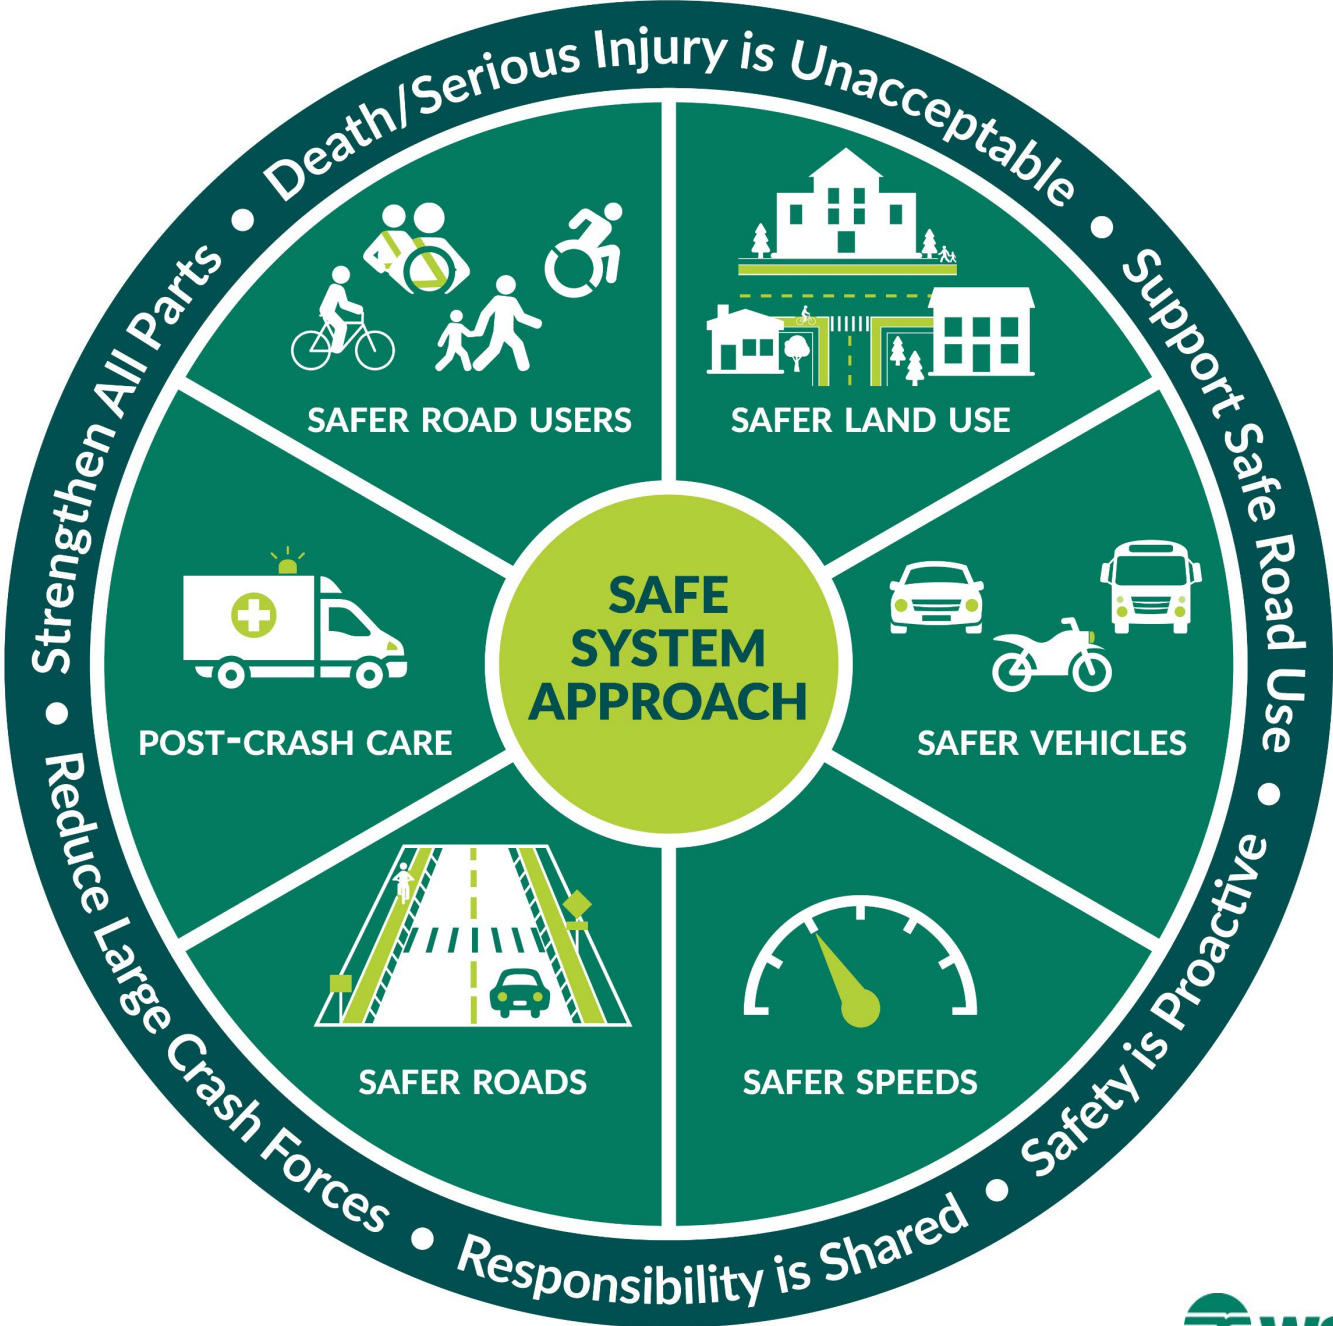 Death/Serious Injury is Unacceptable
Support Safe Road Use
Safety is Proactive
Responsibility is Shared
Reduce Large Crash Forces
Strengthen All Parts
SAFER ROAD USERS
SAFER LAND USE
SAFE
SYSTEM
APPROACH
POST-CRASH CARE
SAFER VEHICLES
SAFER ROADS
SAFER SPEEDS